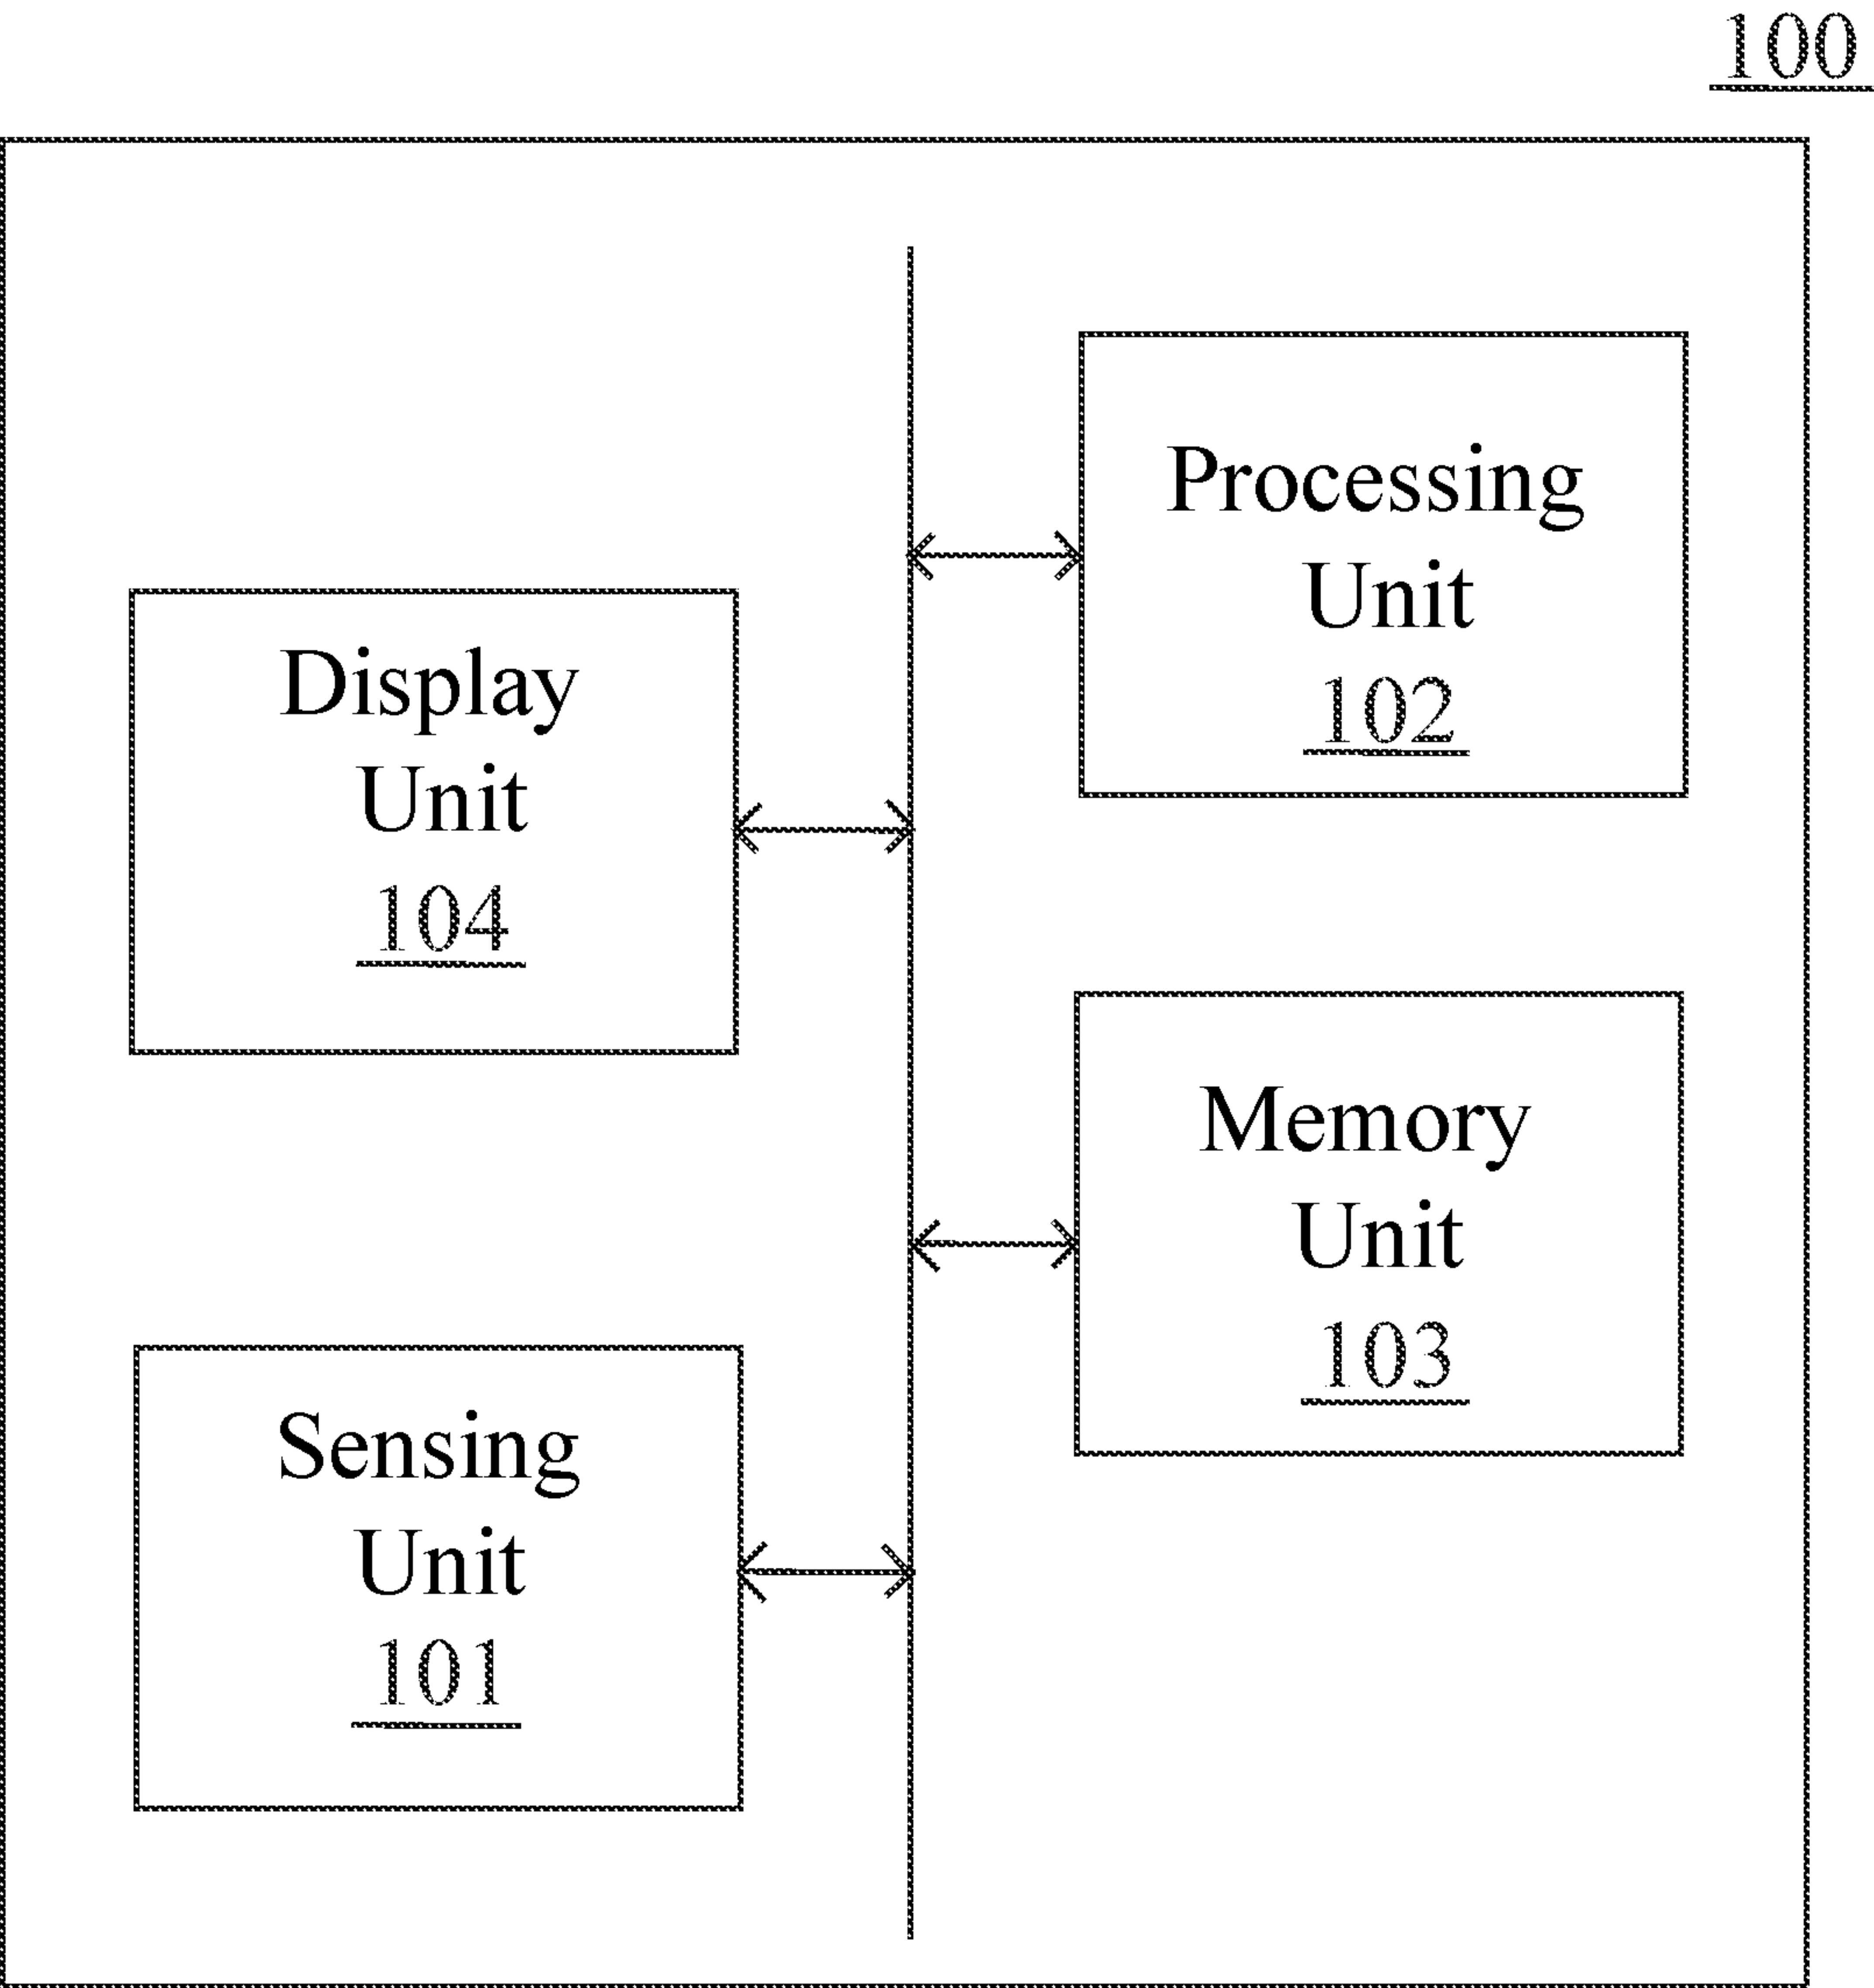 100
Processing
Unit
102
Display
Unit
104
Memory
Unit
103
Sensing
Unit
101